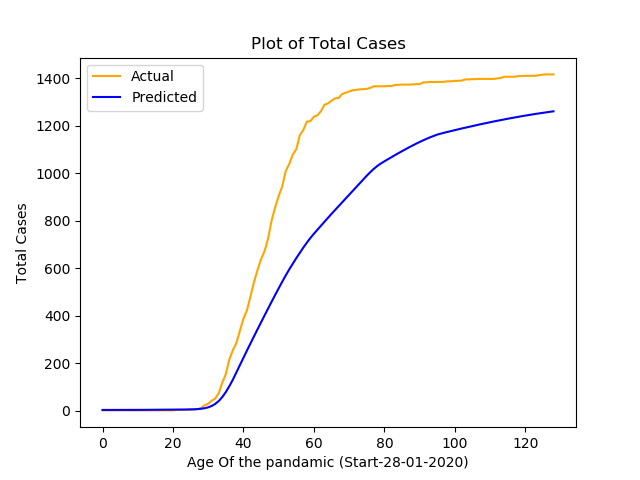 Plot of Total Cases
Actual
Predicted
1400
1200
1000
800
600
400
200
0
Total Cases
0 20 40 60 80 100 120
Age Of the pandamic (Start-28-01-2020)